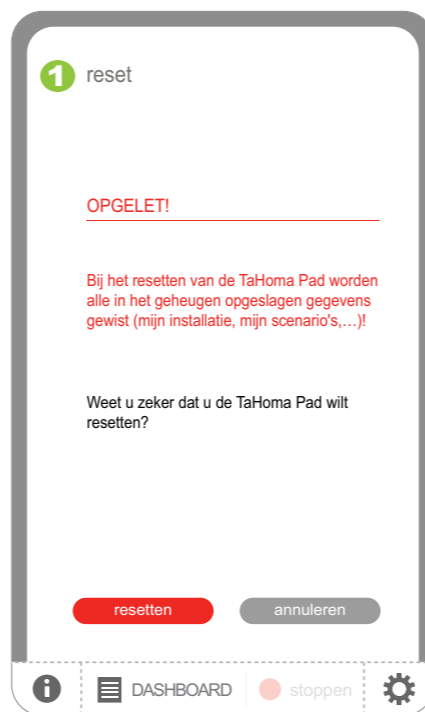 1 reset
OPGELET!
Bij het resetten van de TaHoma Pad worden
alle in het geheugen opgeslagen gegevens
gewist (mijn installatie, mijn scenario's,...)!
Weet u zeker dat u de TaHoma Pad wilt
resetten?
resetten annuleren
i DASHBOARD stoppen